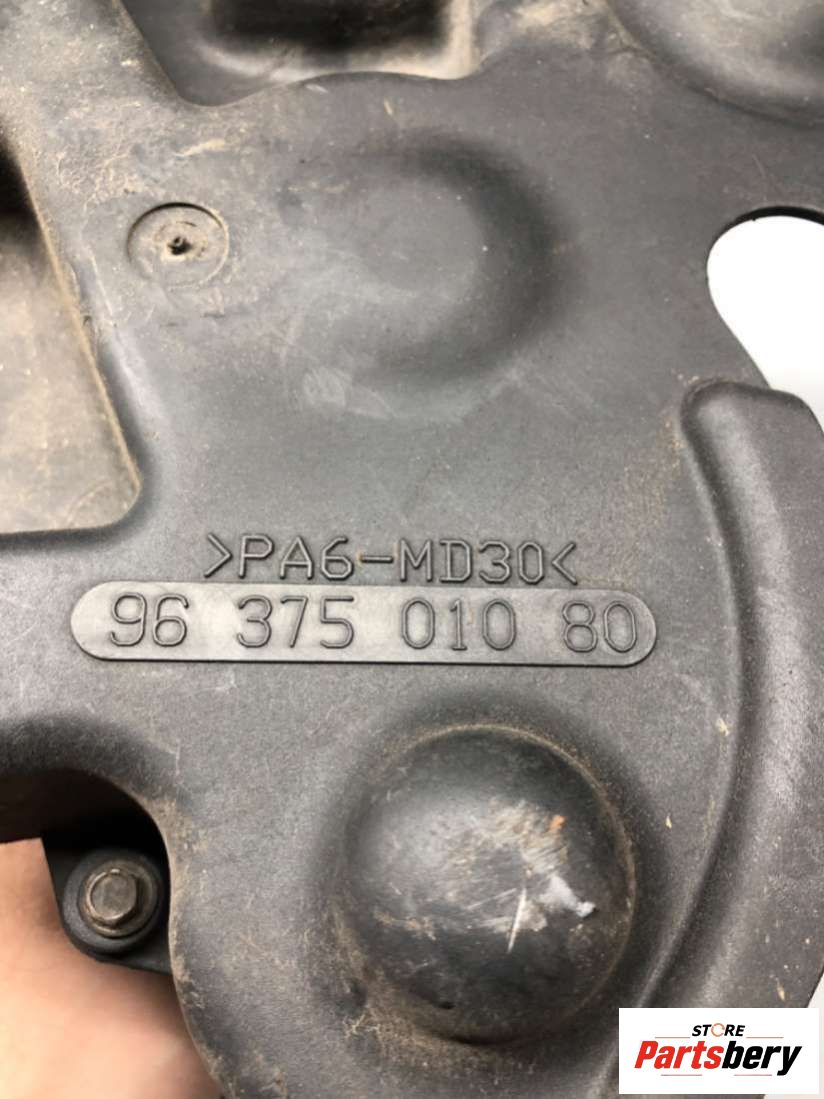 >PA6-MD30<
96 375 010 80
STORE
Partsbery